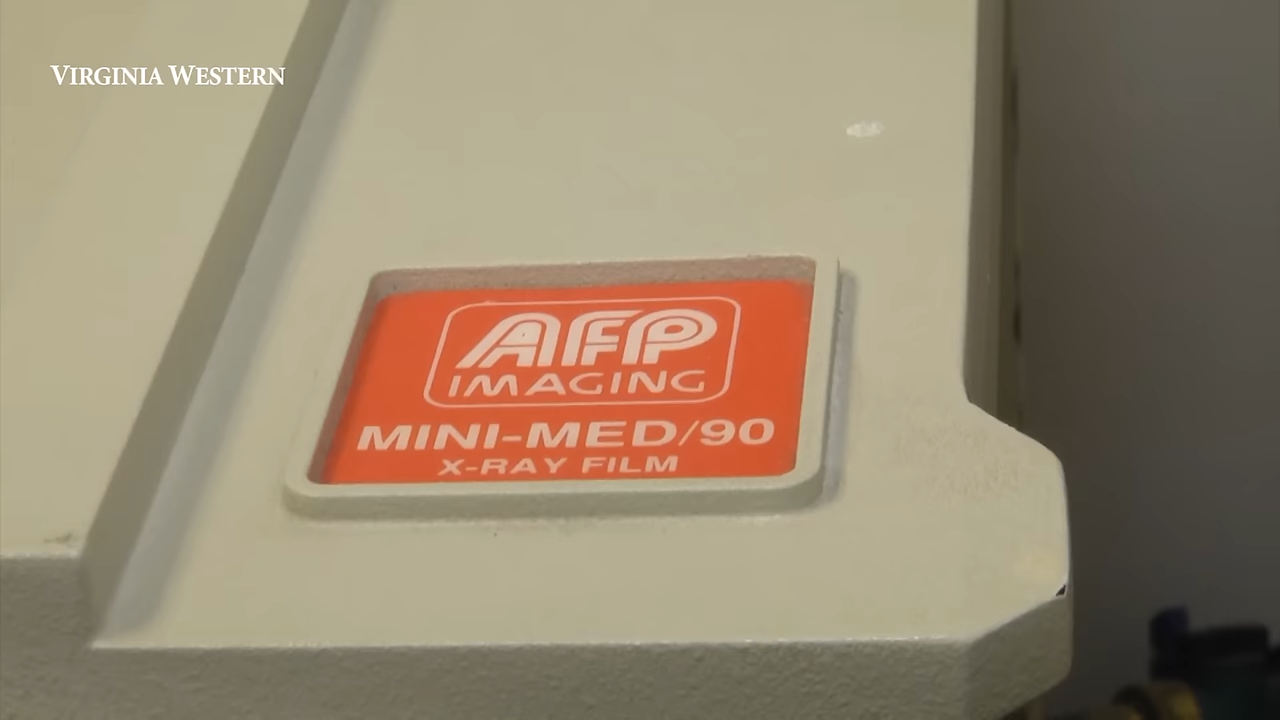 VIRGINIA WESTERN
AFP
IMAGING
MINI-MED/90
X-RAY FILM